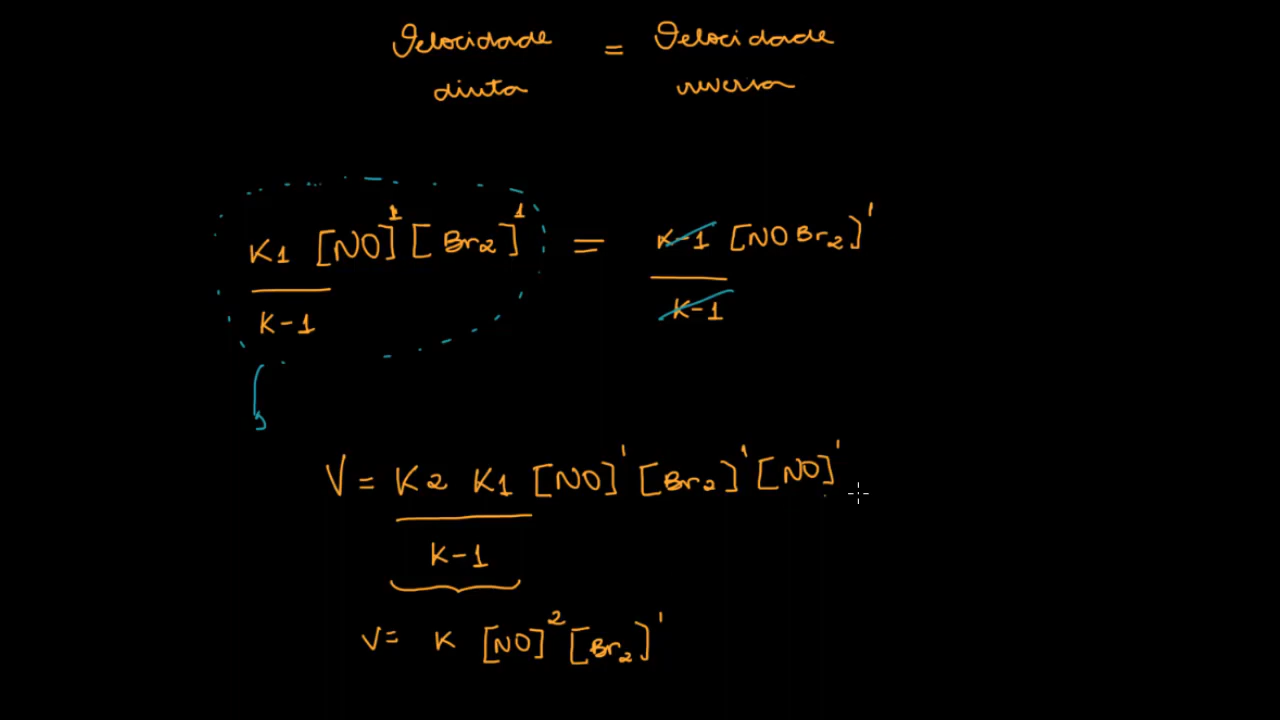 Velocidade = Velocidade
direta reversa
K1 [NO]¹ [Br₂]¹ = K-1 [NOBr₂]¹
K-1 K-1
V = K2 K1 [NO]¹ [Br₂]¹ [NO]¹
K-1
V = K [NO]² [Br₂]¹